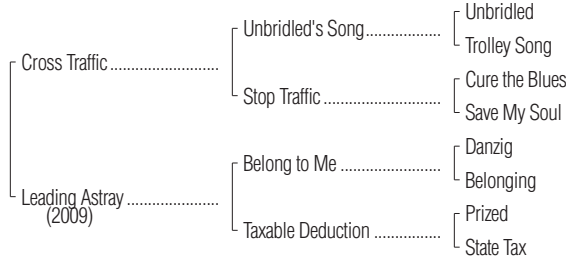 Unbridled
Unbridled's Song
Trolley Song
Cross Traffic
Cure the Blues
Stop Traffic
Save My Soul
Danzig
Belong to Me
Belonging
Leading Astray
(2009)
Prized
Taxable Deduction
State Tax